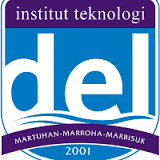 institut teknologi
del
MARTUHAN-MARROHA-MARBISUK
2001